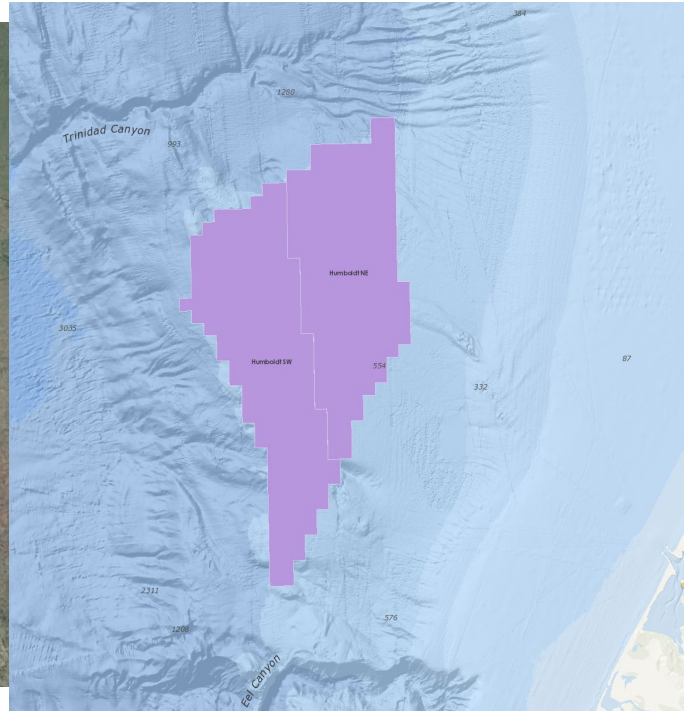 384
1280
Trinidad Canyon
993
Humboldt NE
3035
Humboldt SW
554
87
332
2311
576
1208
Eel Canyon